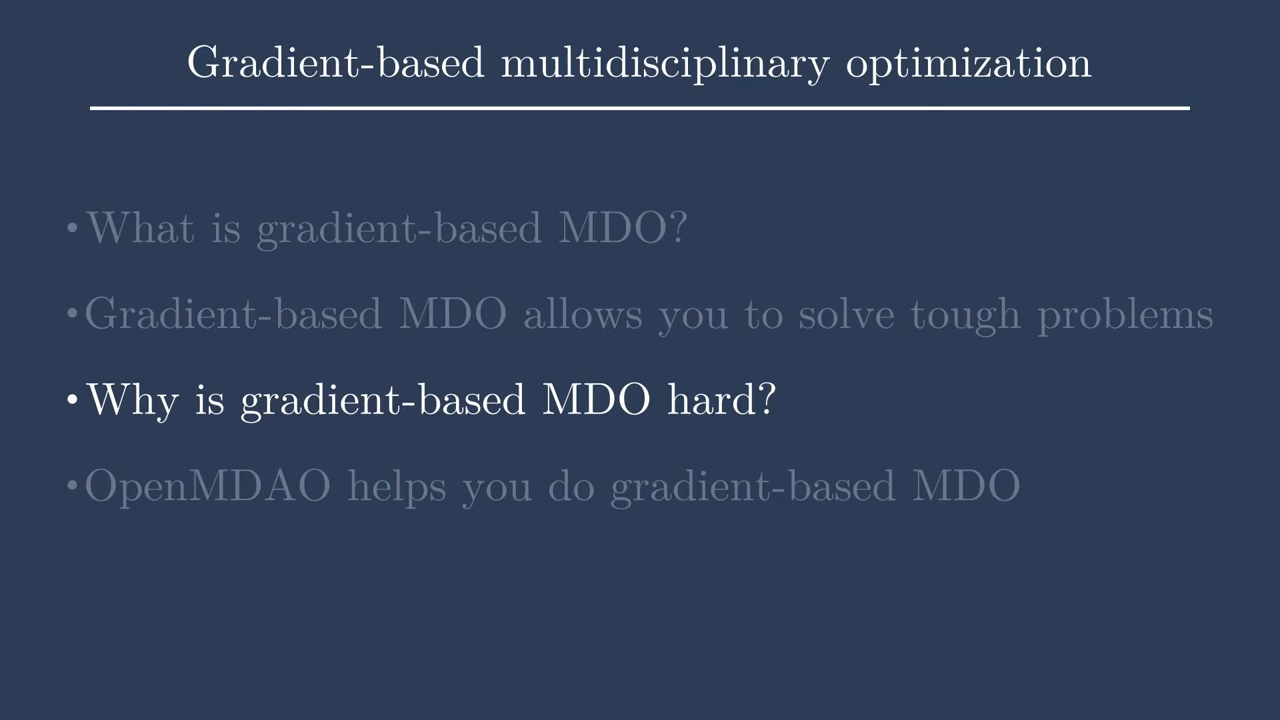 Gradient-based multidisciplinary optimization
• What is gradient-based MDO?
• Gradient-based MDO allows you to solve tough problems
• Why is gradient-based MDO hard?
• OpenMDAO helps you do gradient-based MDO